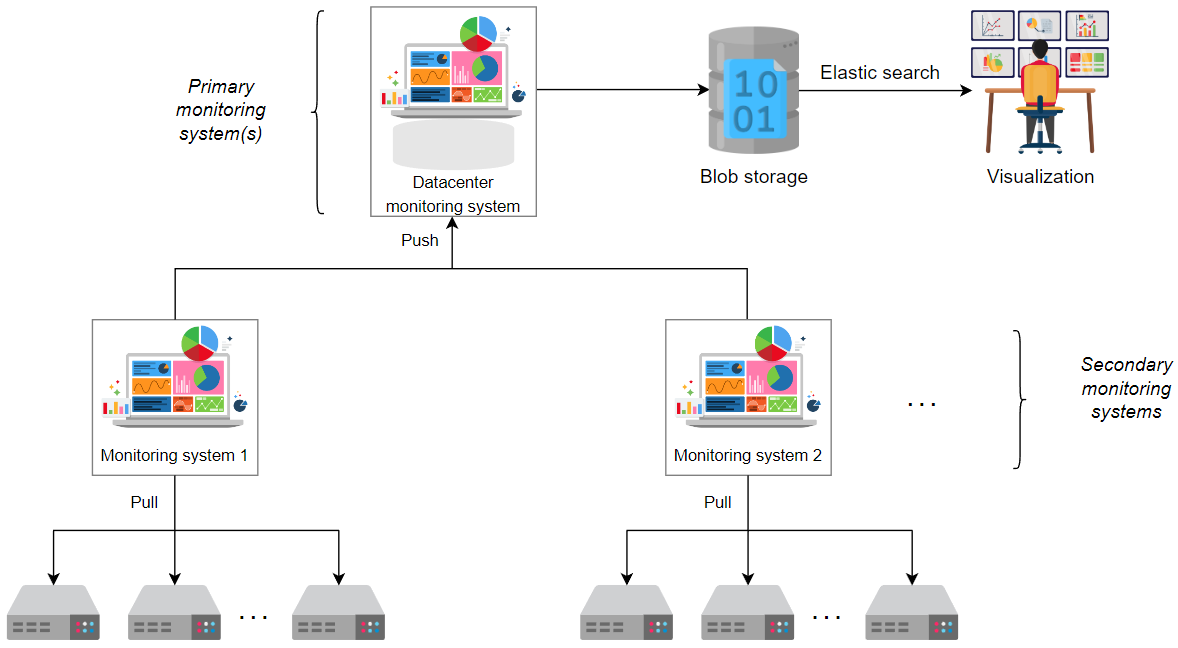 Primary
monitoring
system(s)
Datacenter
monitoring system
10
01
Blob storage
Elastic search
Visualization
Push
Monitoring system 1
Monitoring system 2
. . .
Secondary
monitoring
systems
Pull
Pull
. . .
. . .